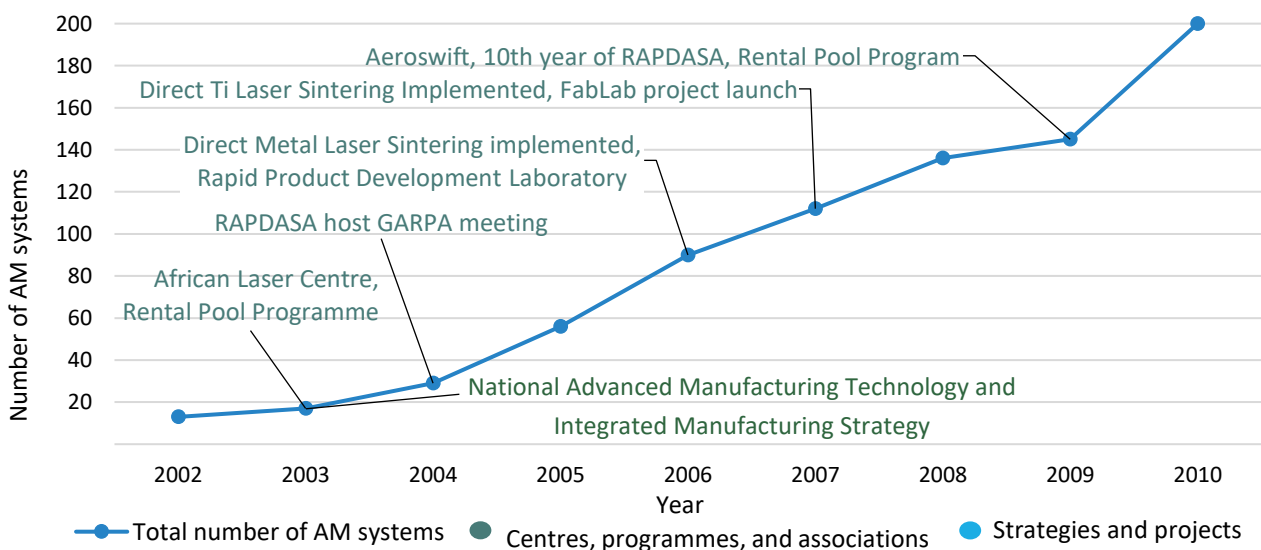 200
180
160
140
120
100
80
60
40
20
Number of AM systems
Aeroswift, 10th year of RAPDASA, Rental Pool Program
Direct Ti Laser Sintering Implemented, FabLab project launch
Direct Metal Laser Sintering implemented,
Rapid Product Development Laboratory
RAPDASA host GARPA meeting
African Laser Centre,
Rental Pool Programme
National Advanced Manufacturing Technology and
Integrated Manufacturing Strategy
2002 2003 2004 2005 2006 2007 2008 2009 2010
Year
Total number of AM systems Centres, programmes, and associations Strategies and projects